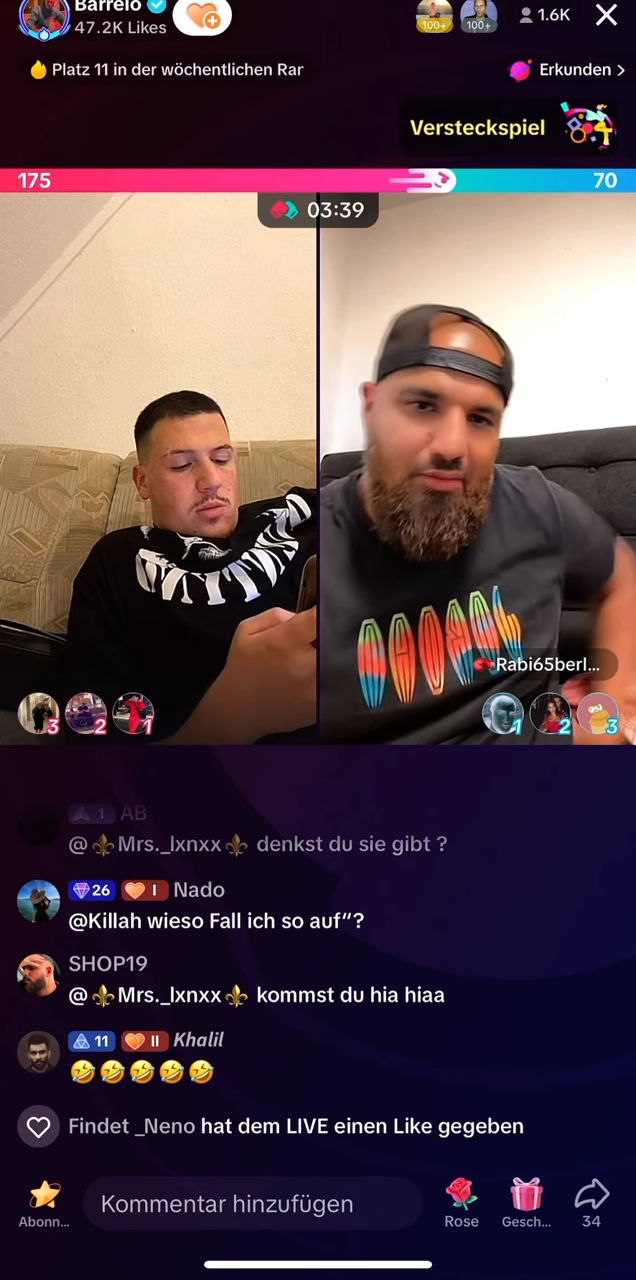 Barrelo
47.2K Likes
100+
100+
1.6K
Platz 11 in der wöchentlichen Ran
Erkunden
Versteckspiel
175
70
03:39
Rabi65berl...
3
2
1
1
2
3
1 AB
@⚜️Mrs._lxnxx⚜️ denkst du sie gibt ?
26 I Nado
@Killah wieso Fall ich so auf“?
SHOP19
@⚜️Mrs._lxnxx⚜️ kommst du hia hiaa
11 II Khalil
🤣🤣🤣🤣🤣
Findet _Neno hat dem LIVE einen Like gegeben
Kommentar hinzufügen
Abonn...
Rose
Gesch...
34